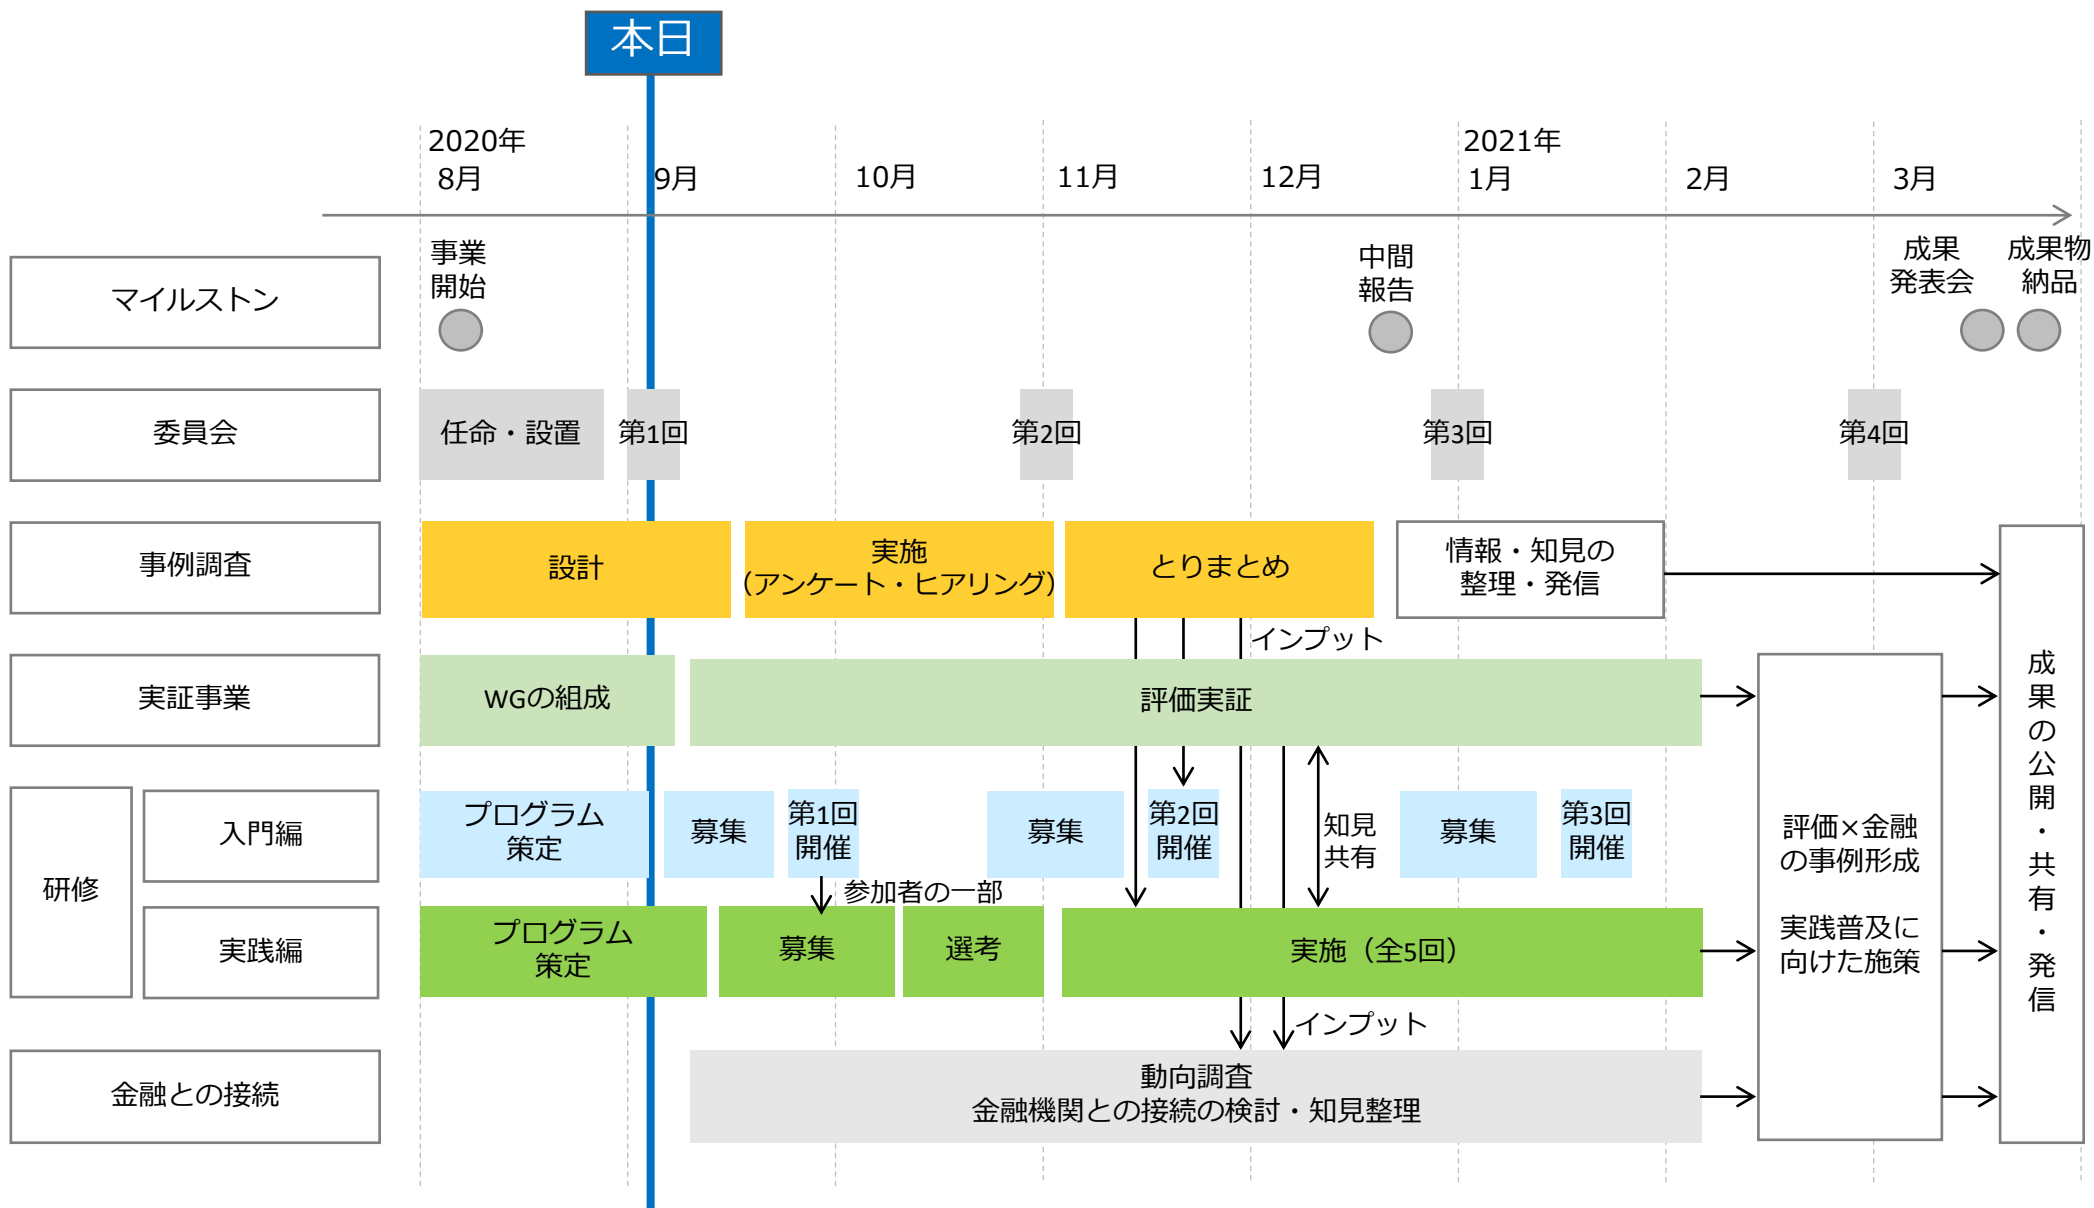 本日
2020年
8月
9月
10月
11月
12月
2021年
1月
2月
3月
マイルストン
事業
開始
中間
報告
成果
発表会
成果物
納品
委員会
任命・設置
第1回
第2回
第3回
第4回
事例調査
設計
実施
（アンケート・ヒアリング）
とりまとめ
情報・知見の
整理・発信
インプット
実証事業
WGの組成
評価実証
研修
入門編
プログラム
策定
募集
第1回
開催
募集
第2回
開催
知見
共有
募集
第3回
開催
参加者の一部
実践編
プログラム
策定
募集
選考
実施（全5回）
インプット
金融との接続
動向調査
金融機関との接続の検討・知見整理
評価×金融
の事例形成
実践普及に
向けた施策
成果の公開・共有・発信